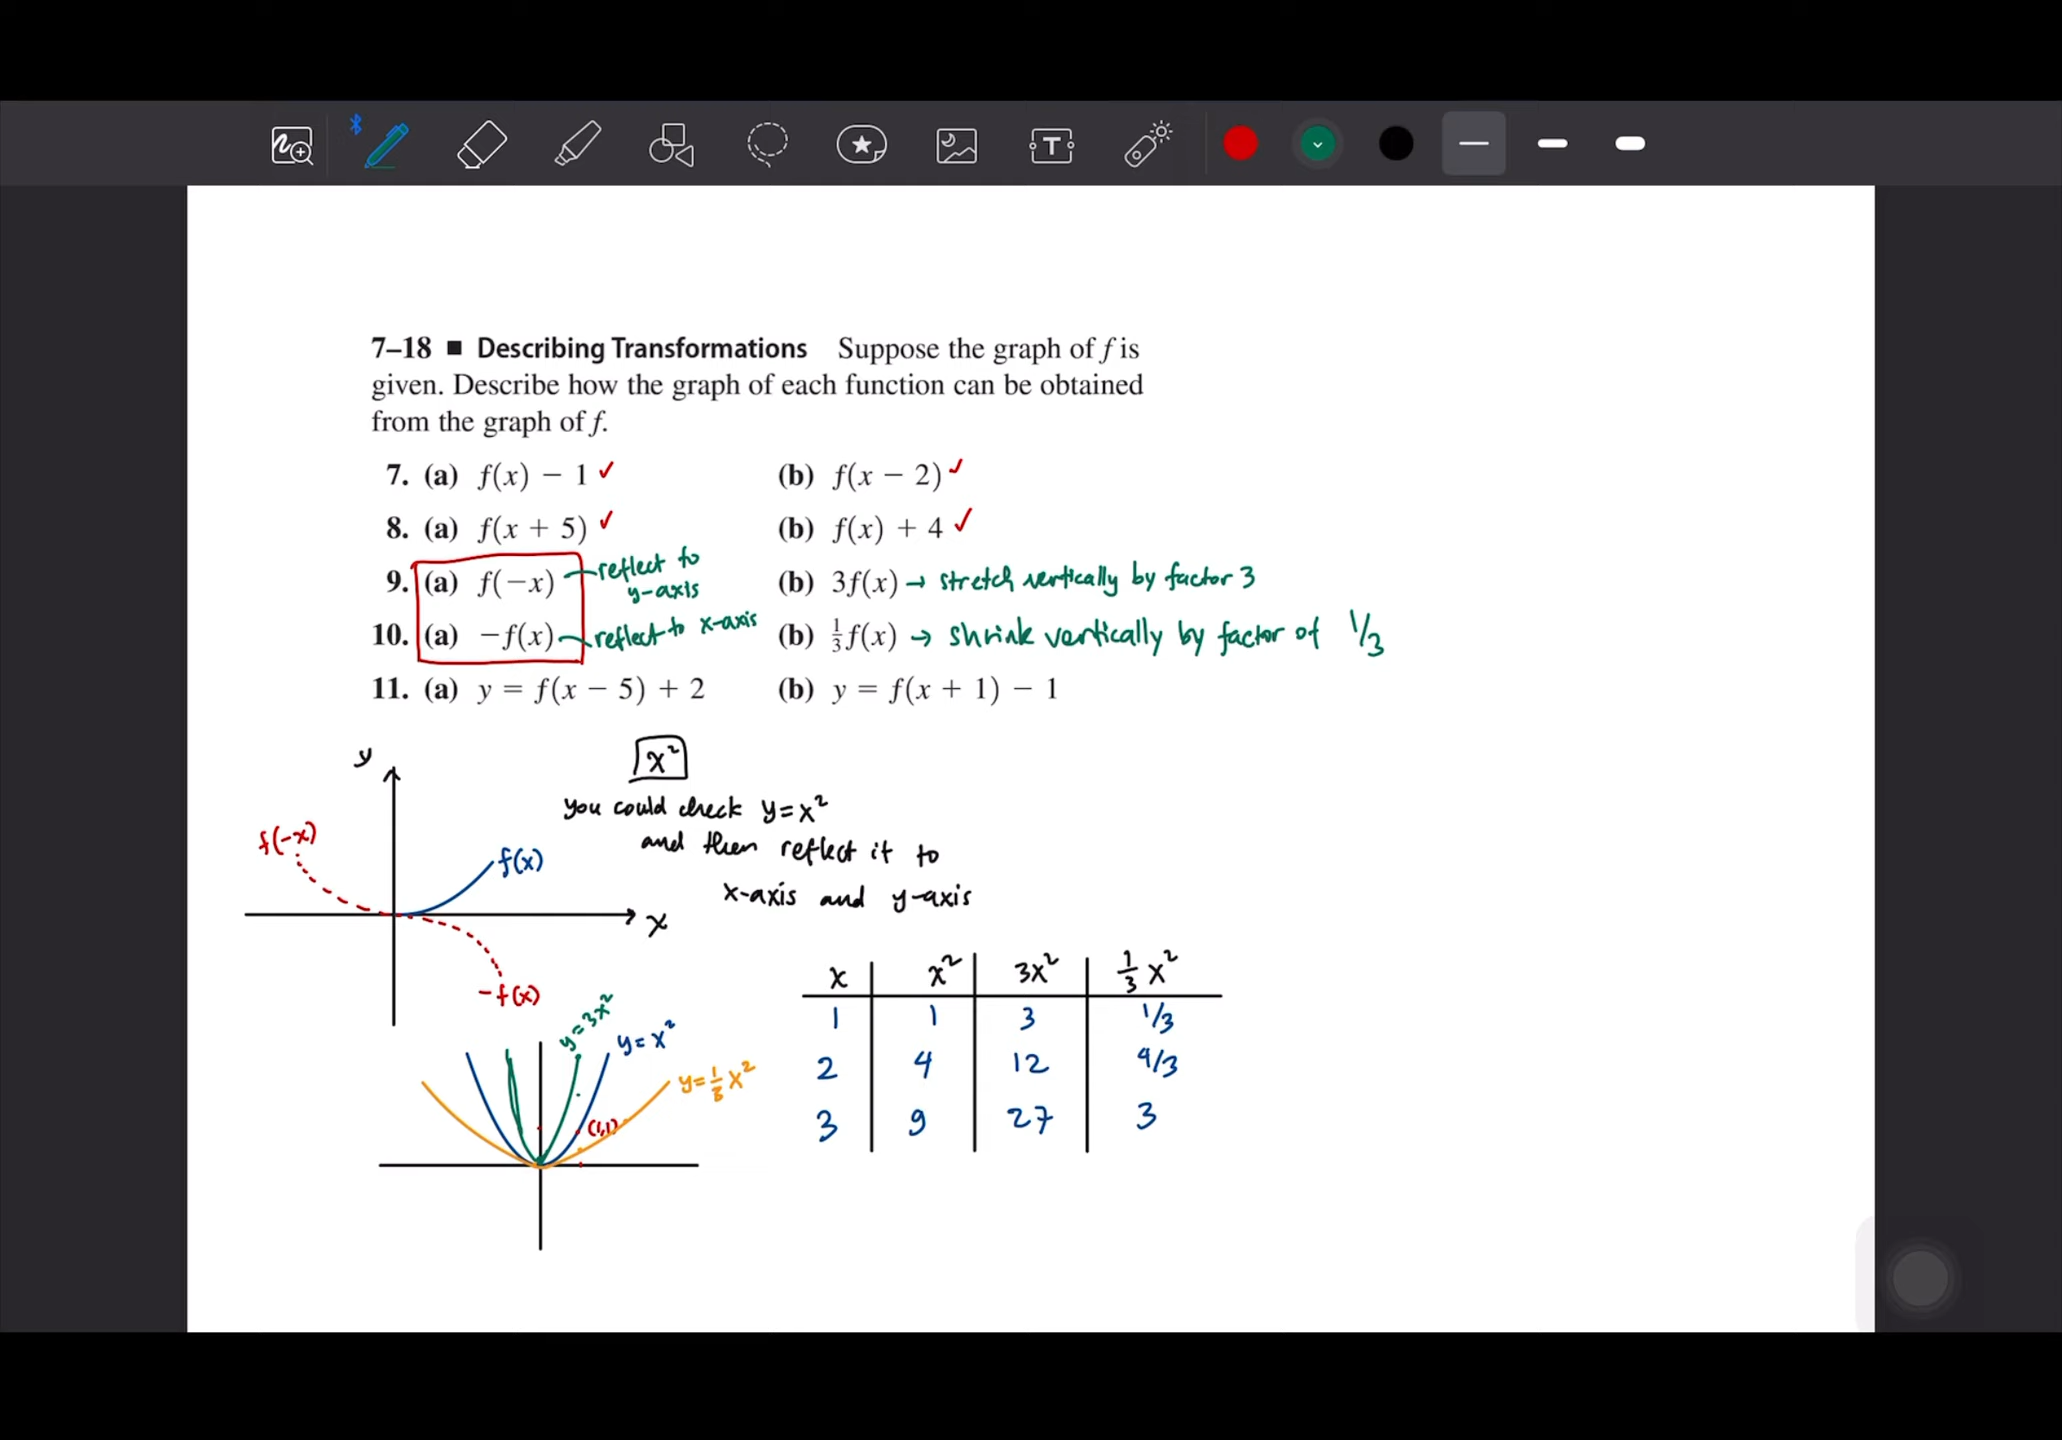 7–18 ■ Describing Transformations Suppose the graph of f is
given. Describe how the graph of each function can be obtained
from the graph of f.
7. (a) f(x) − 1 ✓ (b) f(x − 2) ✓
8. (a) f(x + 5) ✓ (b) f(x) + 4 ✓
9. (a) f(−x) reflect to y-axis (b) 3f(x) → stretch vertically by factor 3
10. (a) −f(x) reflect to x-axis (b) 1/3 f(x) → shrink vertically by factor of 1/3
11. (a) y = f(x − 5) + 2 (b) y = f(x + 1) − 1
x²
you could check y=x²
and then reflect it to
x-axis and y-axis
y
f(-x)
f(x)
x
-f(x)
y=3x²
y=x²
y=1/3 x²
(1,1)
x x² 3x² 1/3 x²
1 1 3 1/3
2 4 12 4/3
3 9 27 3
T